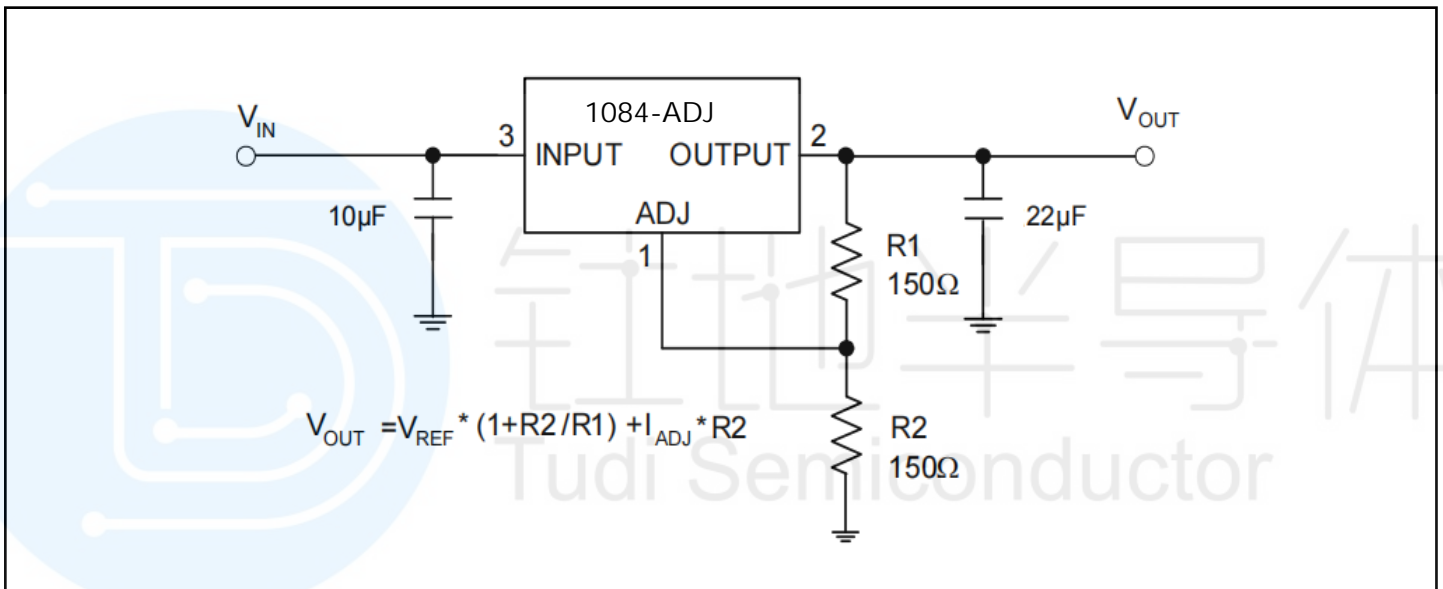 1084-ADJ
V_IN
V_OUT
3
INPUT
OUTPUT
2
10µF
ADJ
1
22µF
R1
150Ω
钍地半导体
V_OUT =V_REF * (1+R2/R1) +I_ADJ *R2
R2
150Ω
Tudi Semiconductor